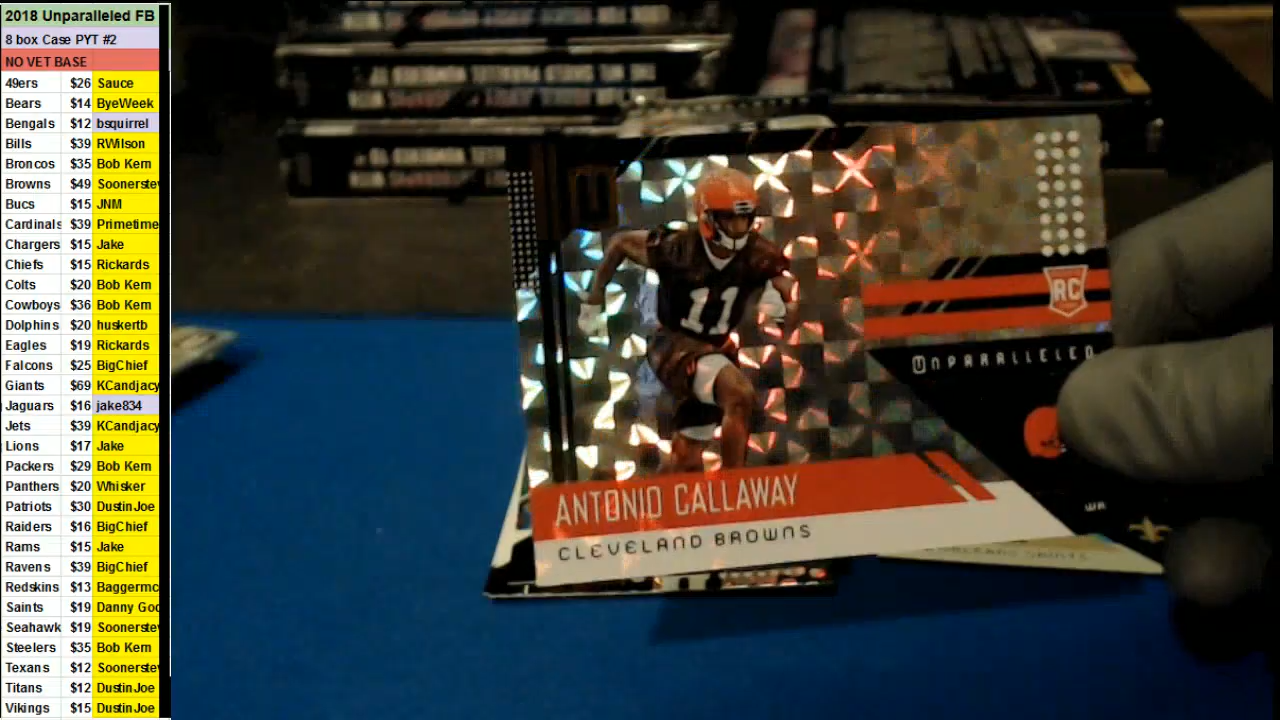 2018 Unparalleled FB
8 box Case PYT #2
NO VET BASE
49ers $26 Sauce
Bears $14 ByeWeek
Bengals $12 bsquirrel
Bills $39 RWilson
Broncos $35 Bob Kern
Browns $49 Soonerstev
Bucs $15 JNM
Cardinals $39 Primetime
Chargers $15 Jake
Chiefs $15 Rickards
Colts $20 Bob Kern
Cowboys $36 Bob Kern
Dolphins $20 huskertb
Eagles $19 Rickards
Falcons $25 BigChief
Giants $69 KCandjacy
Jaguars $16 jake834
Jets $39 KCandjacy
Lions $17 Jake
Packers $29 Bob Kern
Panthers $20 Whisker
Patriots $30 DustinJoe
Raiders $16 BigChief
Rams $15 Jake
Ravens $39 BigChief
Redskins $13 Baggermc
Saints $19 Danny Goo
Seahawk $19 Soonerstev
Steelers $35 Bob Kern
Texans $12 Soonerstev
Titans $12 DustinJoe
Vikings $15 DustinJoe
11
RC
UNPARALLELED
WR
ANTONIO CALLAWAY
CLEVELAND BROWNS